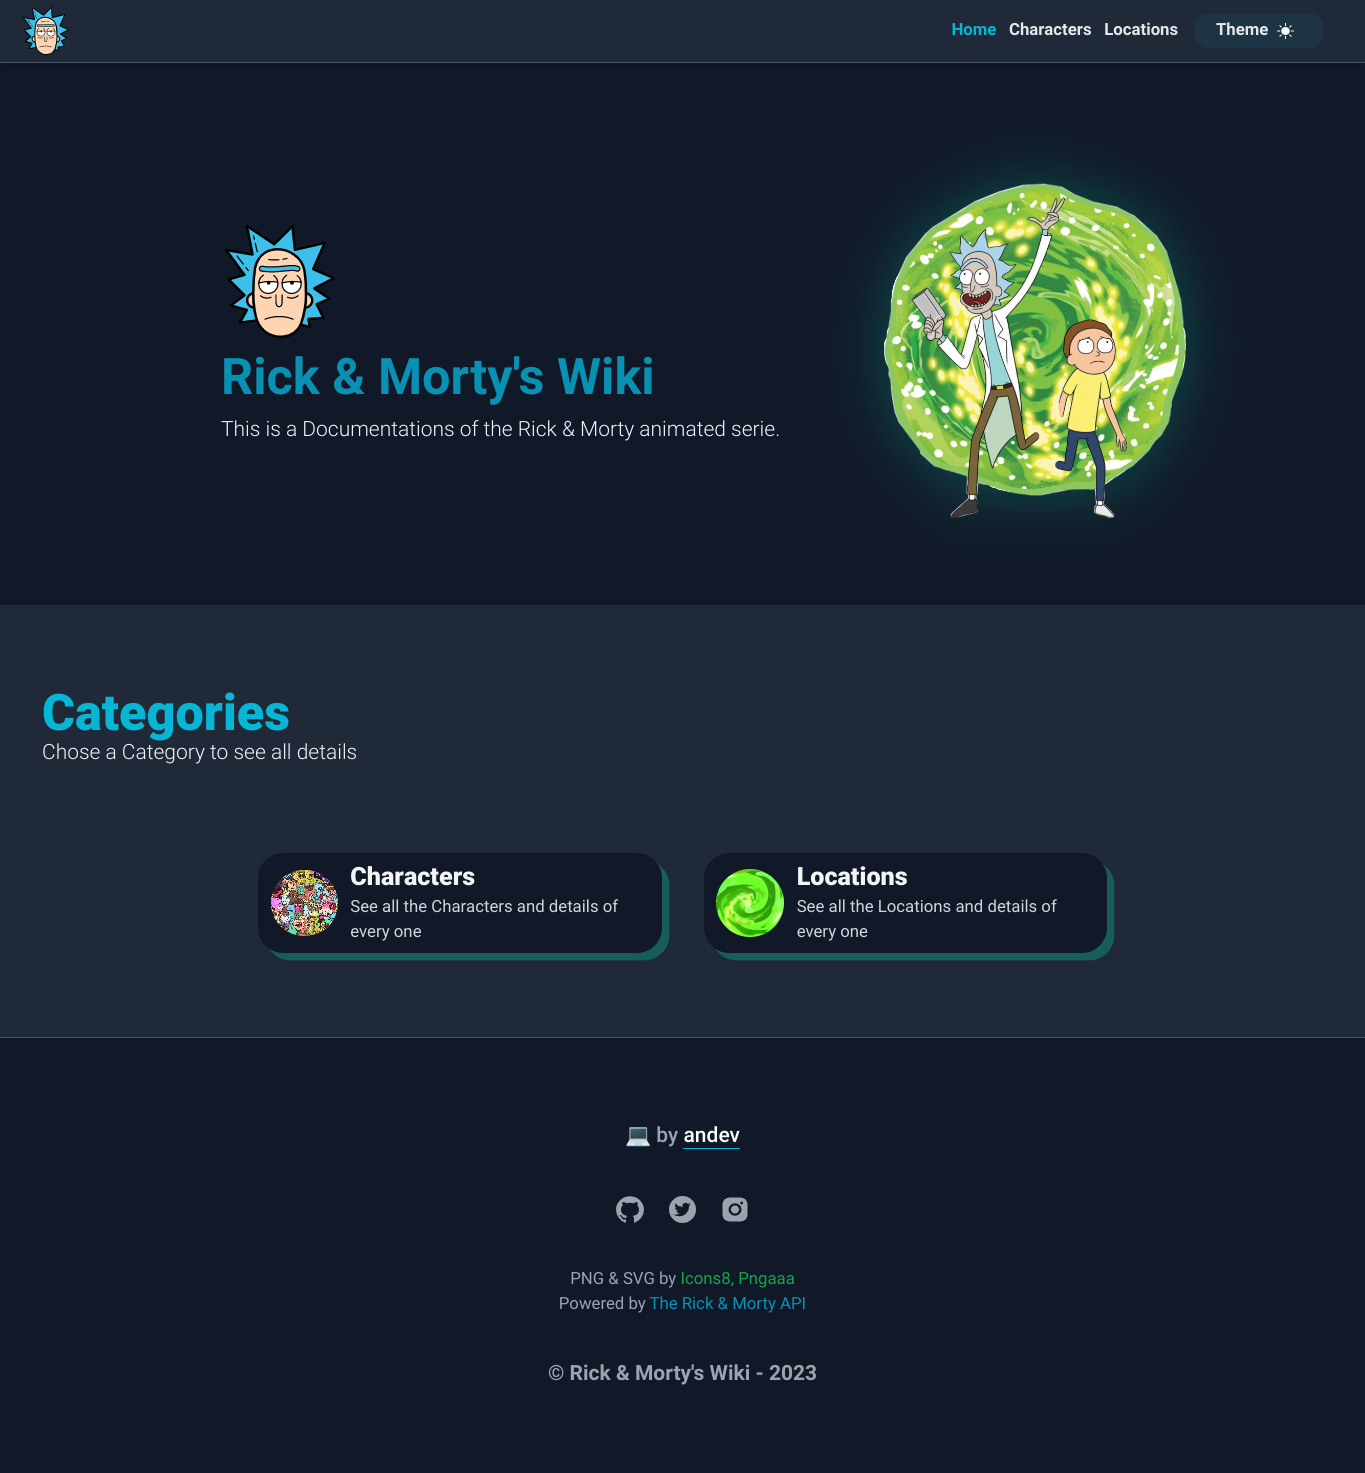 Home Characters Locations Theme
Rick & Morty's Wiki
This is a Documentations of the Rick & Morty animated serie.
Categories
Chose a Category to see all details
Characters
See all the Characters and details of
every one
Locations
See all the Locations and details of
every one
💻 by andev
PNG & SVG by Icons8, Pngaaa
Powered by The Rick & Morty API
© Rick & Morty's Wiki - 2023